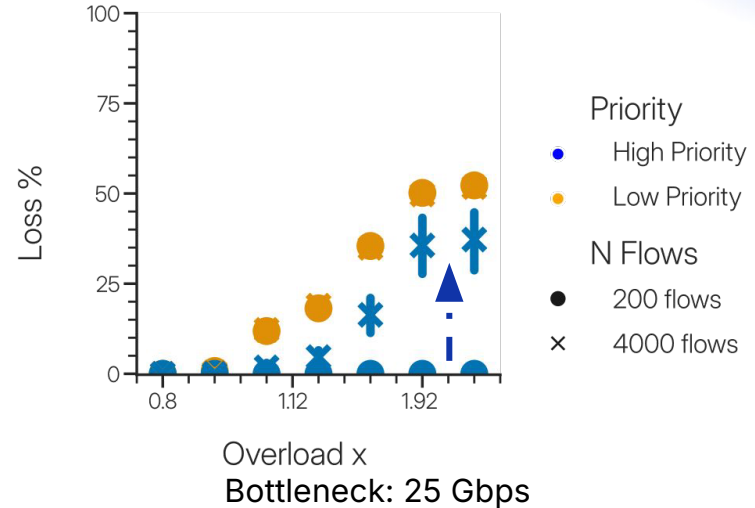 100
75
50
25
0
Loss %
0.8
1.12
1.92
Overload x
Bottleneck: 25 Gbps
Priority
High Priority
Low Priority
N Flows
200 flows
4000 flows